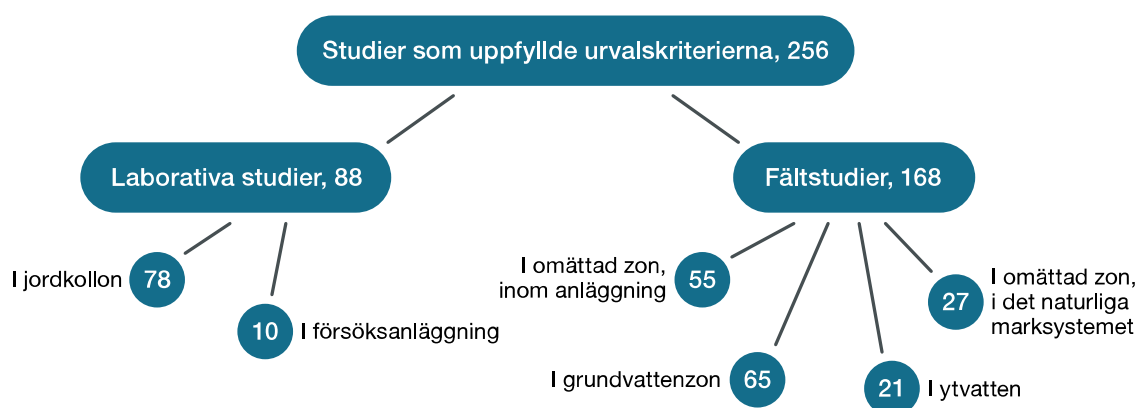 Studier som uppfyllde urvalskriterierna, 256
Laborativa studier, 88
Fältstudier, 168
I jordkollon
78
10
I försöksanläggning
I omättad zon,
inom anläggning
55
I grundvattenzon
65
21
I ytvatten
27
I omättad zon,
i det naturliga
marksystemet